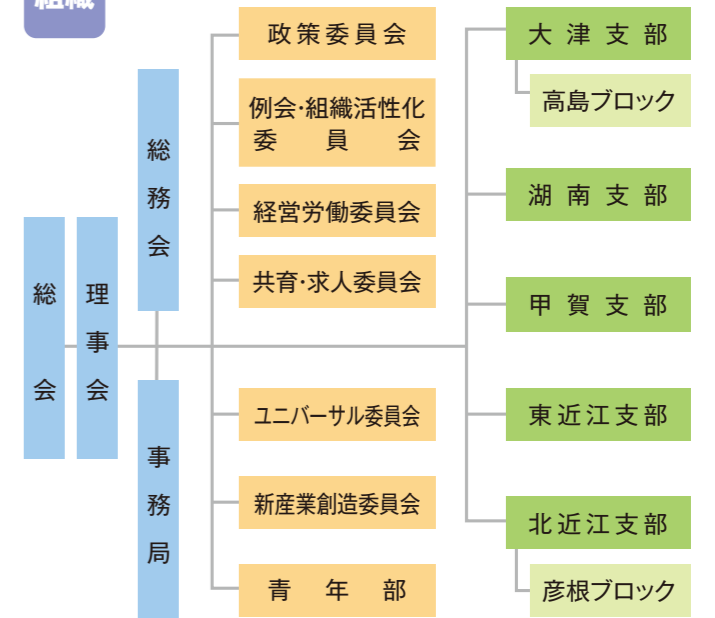 組織
総会
理事会
総務会
事務局
政策委員会
例会・組織活性化
委員会
経営労働委員会
共育・求人委員会
ユニバーサル委員会
新産業創造委員会
青年部
大津支部
高島ブロック
湖南支部
甲賀支部
東近江支部
北近江支部
彦根ブロック